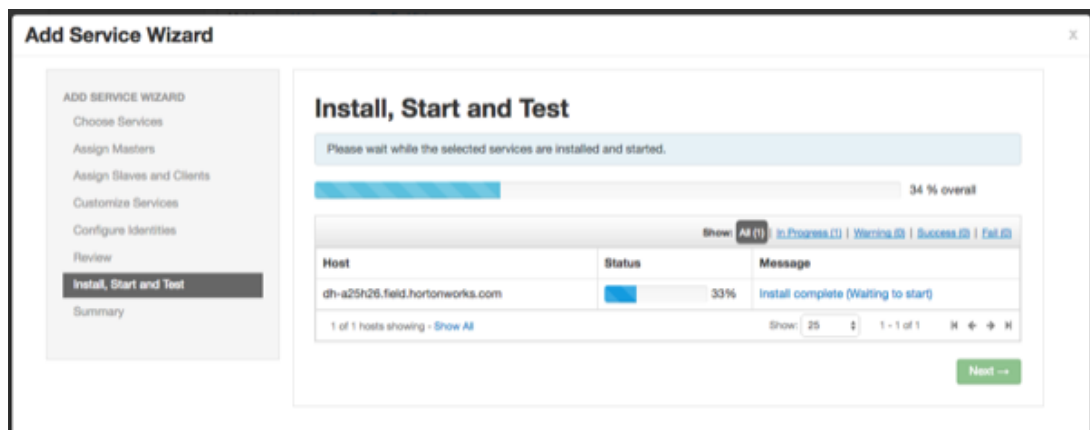 Add Service Wizard
x
ADD SERVICE WIZARD
Choose Services
Assign Masters
Assign Slaves and Clients
Customize Services
Configure Identities
Review
Install, Start and Test
Summary
Install, Start and Test
Please wait while the selected services are installed and started.
34 % overall
Show: All (1) | In Progress (1) | Warning (0) | Success (0) | Fail (0)
Host Status Message
dh-a25h26.field.hortonworks.com 33% Install complete (Waiting to start)
1 of 1 hosts showing - Show All Show: 25 1 - 1 of 1
Next →